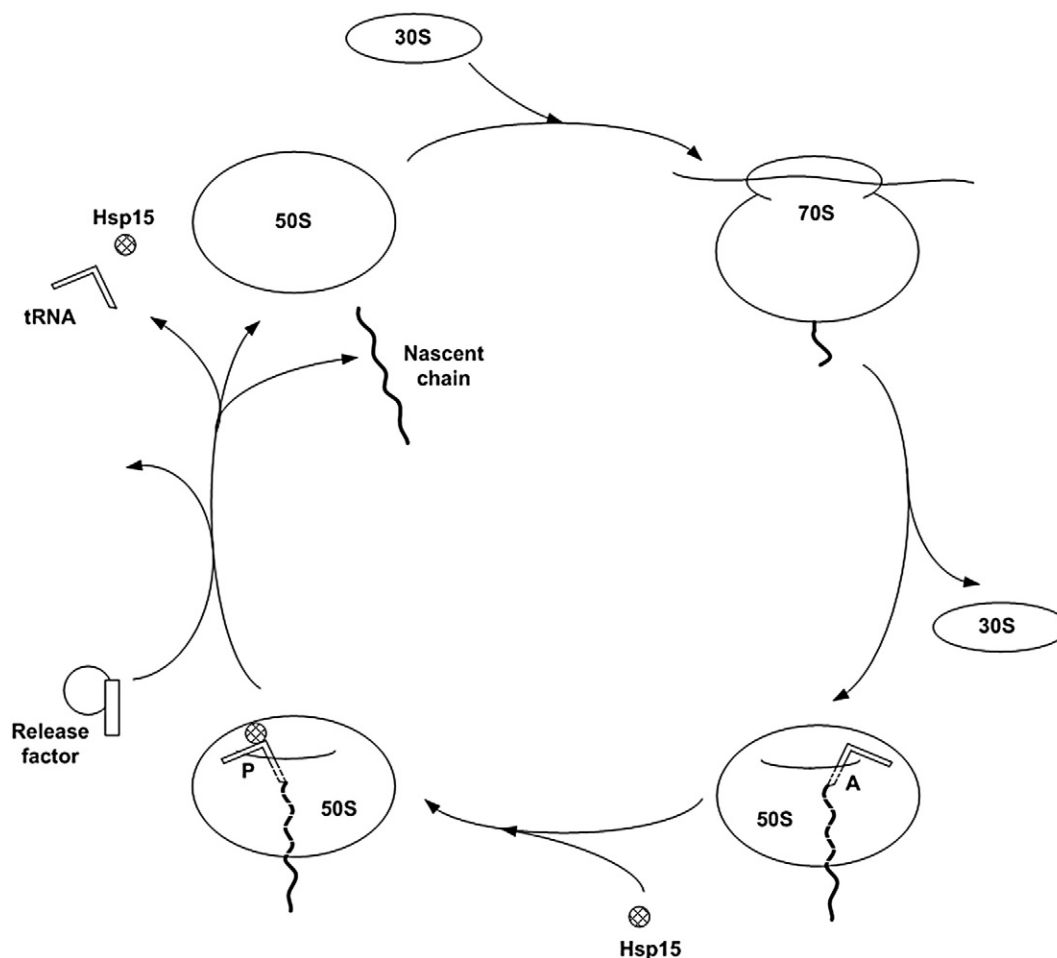 30S
Hsp15
50S
70S
tRNA
Nascent
chain
30S
Release
factor
P
50S
A
50S
Hsp15